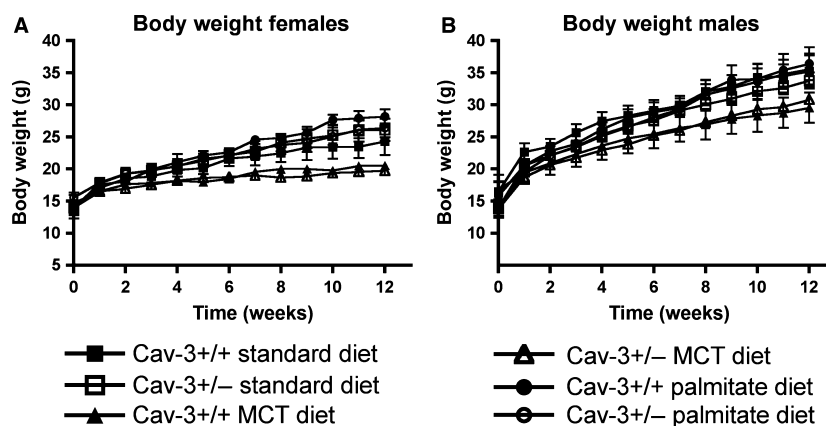 A Body weight females
B Body weight males
Body weight (g)
40
35
30
25
20
15
10
5
0 2 4 6 8 10 12
Time (weeks)
Body weight (g)
40
35
30
25
20
15
10
5
0 2 4 6 8 10 12
Time (weeks)
Cav-3+/+ standard diet
Cav-3+/– standard diet
Cav-3+/+ MCT diet
Cav-3+/– MCT diet
Cav-3+/+ palmitate diet
Cav-3+/– palmitate diet